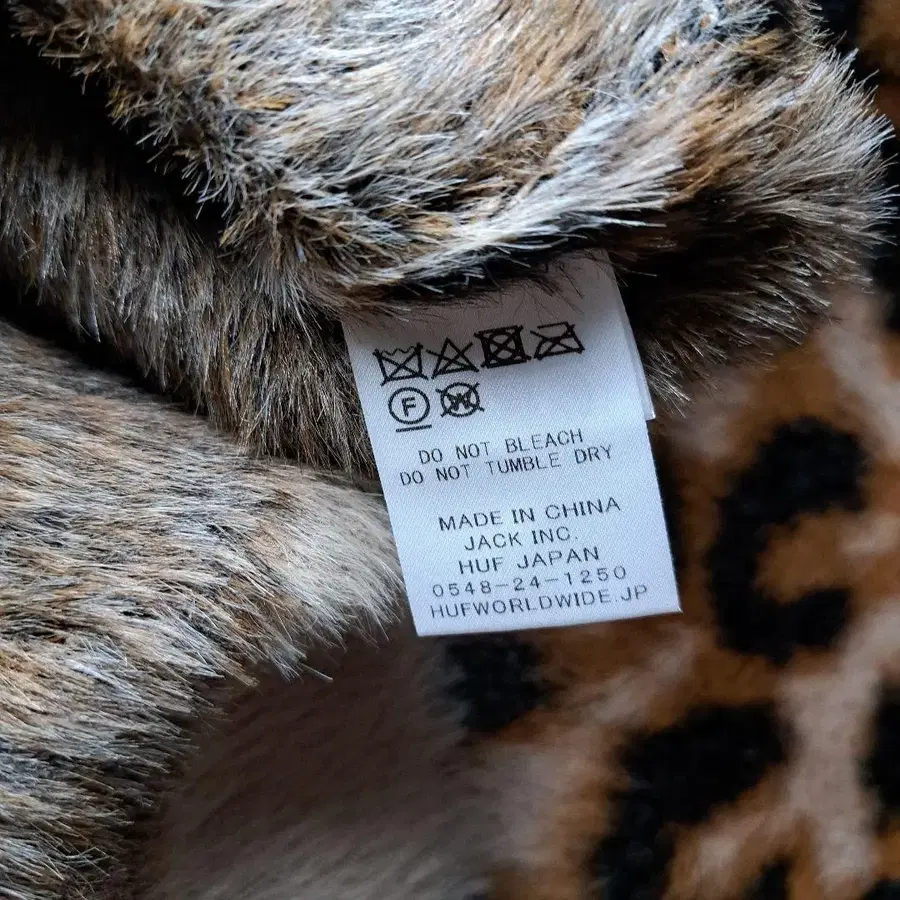 F W
DO NOT BLEACH
DO NOT TUMBLE DRY
MADE IN CHINA
JACK INC.
HUF JAPAN
0548-24-1250
HUFWORLDWIDE.JP